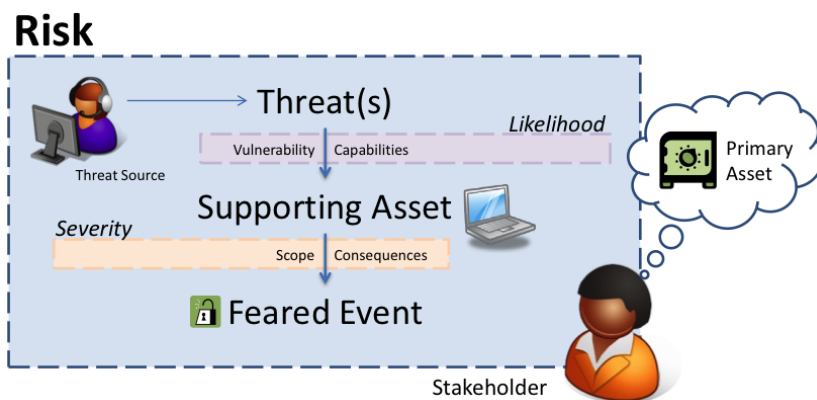 Risk
Threat(s)
Likelihood
Vulnerability Capabilities
Threat Source
Primary
Asset
Supporting Asset
Severity
Scope Consequences
Feared Event
Stakeholder